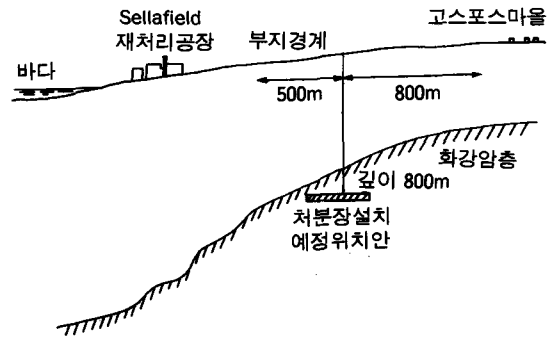 Sellafield
재처리공장
고스포스마올
부지경계
바다
500m
800m
화강암층
깊이 800m
처분장설치
예정위치안